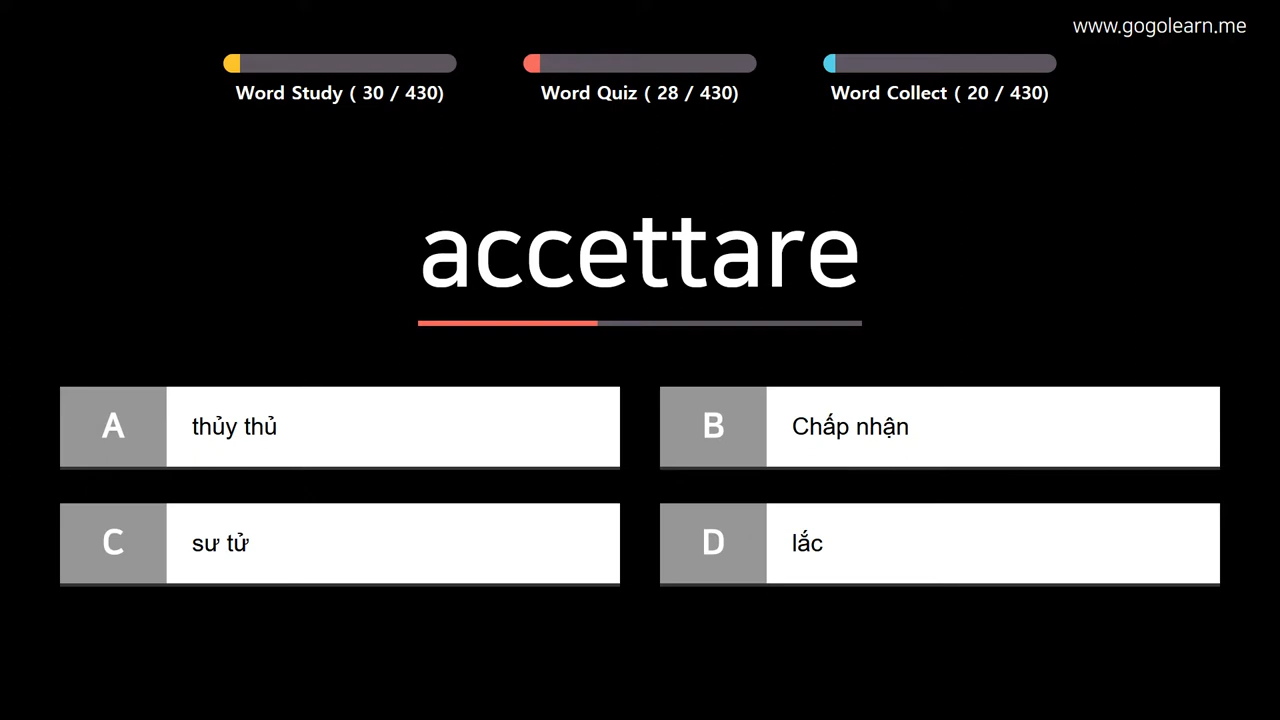 www.gogolearn.me
Word Study ( 30 / 430)
Word Quiz ( 28 / 430)
Word Collect ( 20 / 430)
accettare
A thủy thủ
B Chấp nhận
C sư tử
D lắc